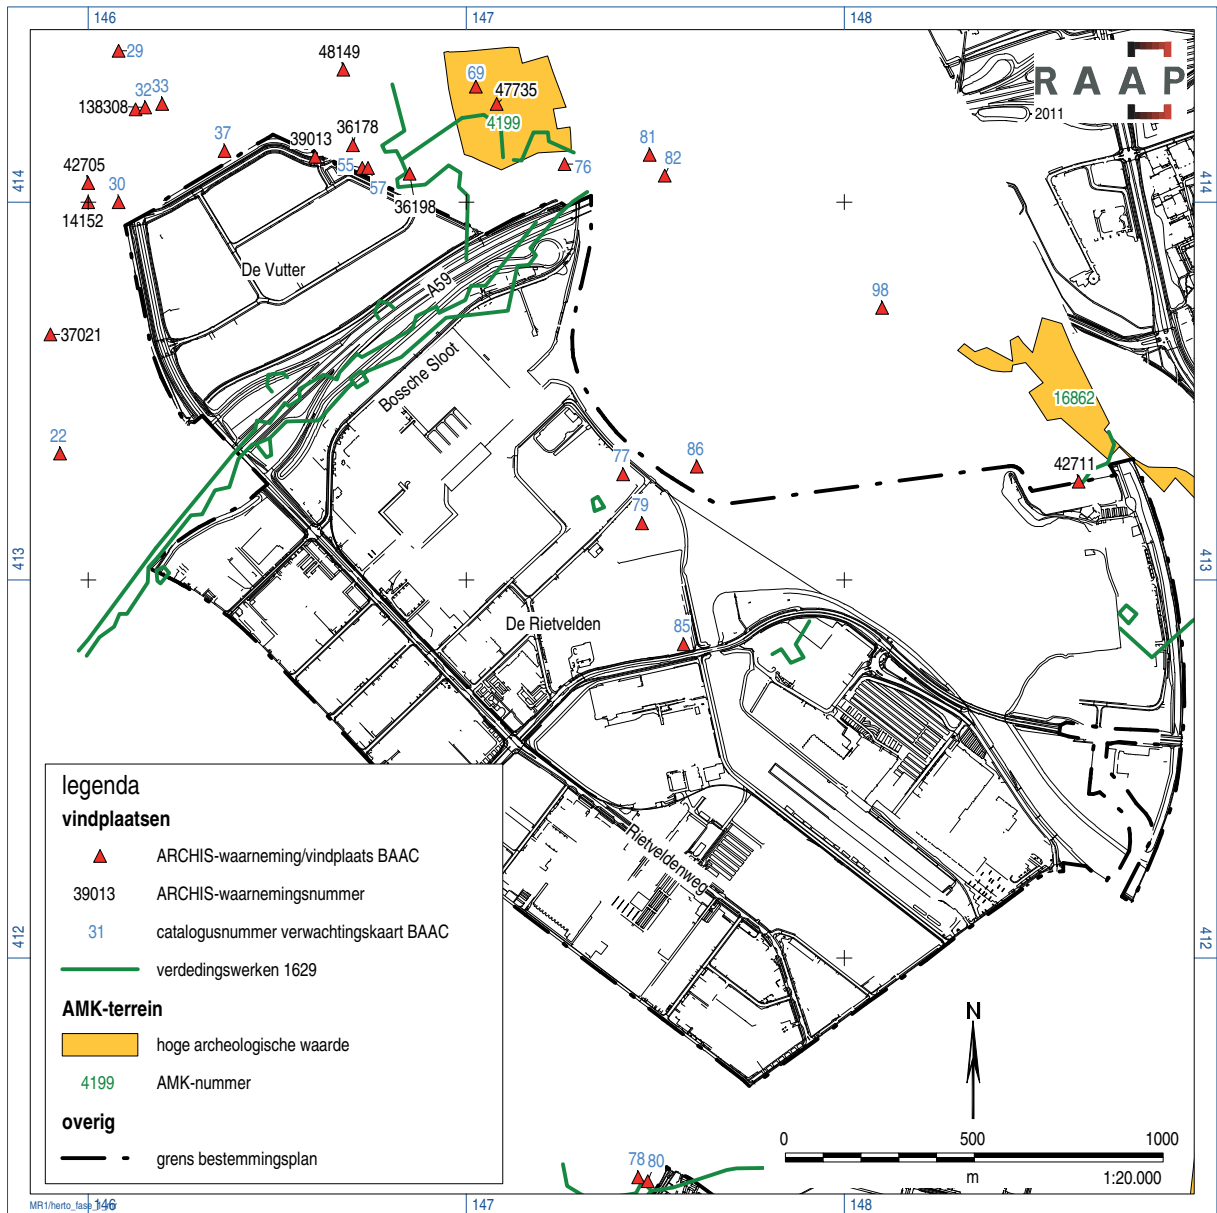 146
147
148
29
48149
RAAP
2011
69
47735
4199
138308
32
33
37
39013
36178
55
57
36198
76
81
82
42705
30
14152
414
414
De Vutter
A59
98
37021
Bossche Sloot
16862
22
77
86
79
42711
413
413
De Rietvelden
85
legenda
vindplaatsen
ARCHIS-waarneming/vindplaats BAAC
39013 ARCHIS-waarnemingsnummer
31 catalogusnummer verwachtingskaart BAAC
verdedingswerken 1629
AMK-terrein
hoge archeologische waarde
4199 AMK-nummer
overig
grens bestemmingsplan
Rietveldenweg
412
412
N
0 500 1000
m 1:20.000
78
80
146
147
148